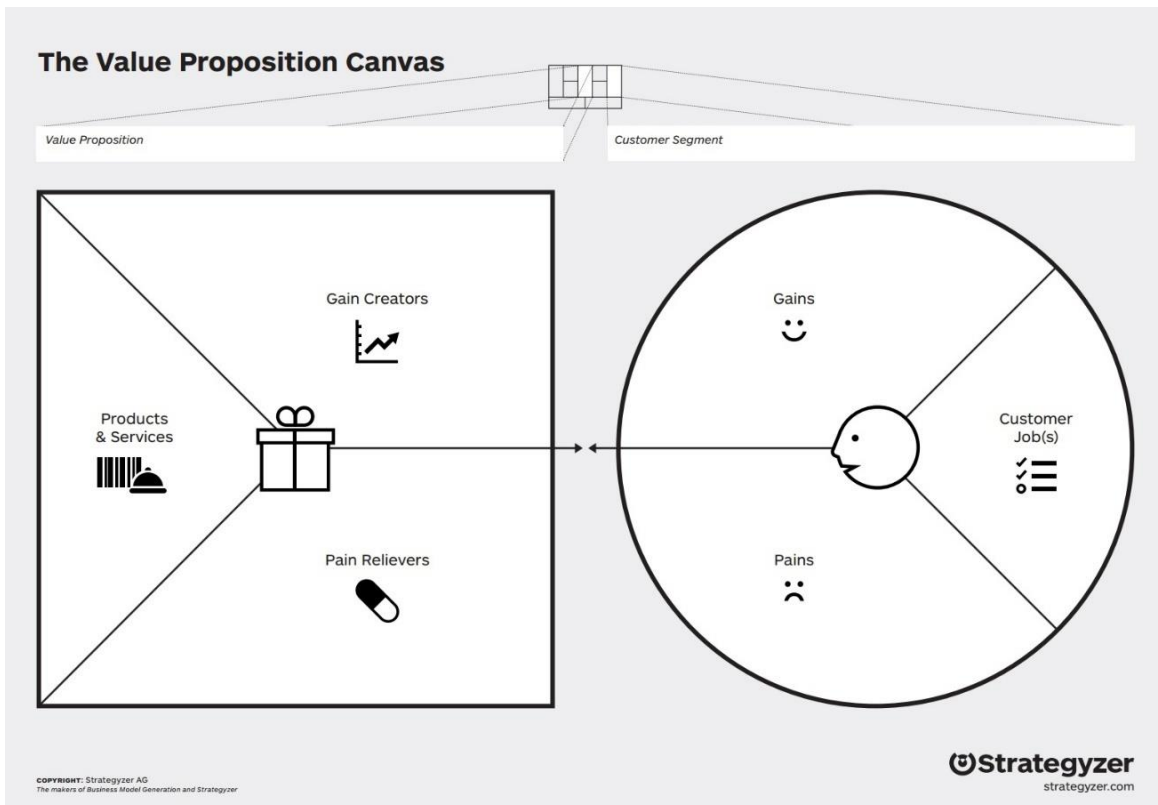 The Value Proposition Canvas
Value Proposition
Customer Segment
Gain Creators
Gains
Products
& Services
Customer
Job(s)
Pain Relievers
Pains
COPYRIGHT: Strategyzer AG
The makers of Business Model Generation and Strategyzer
Strategyzer
strategyzer.com